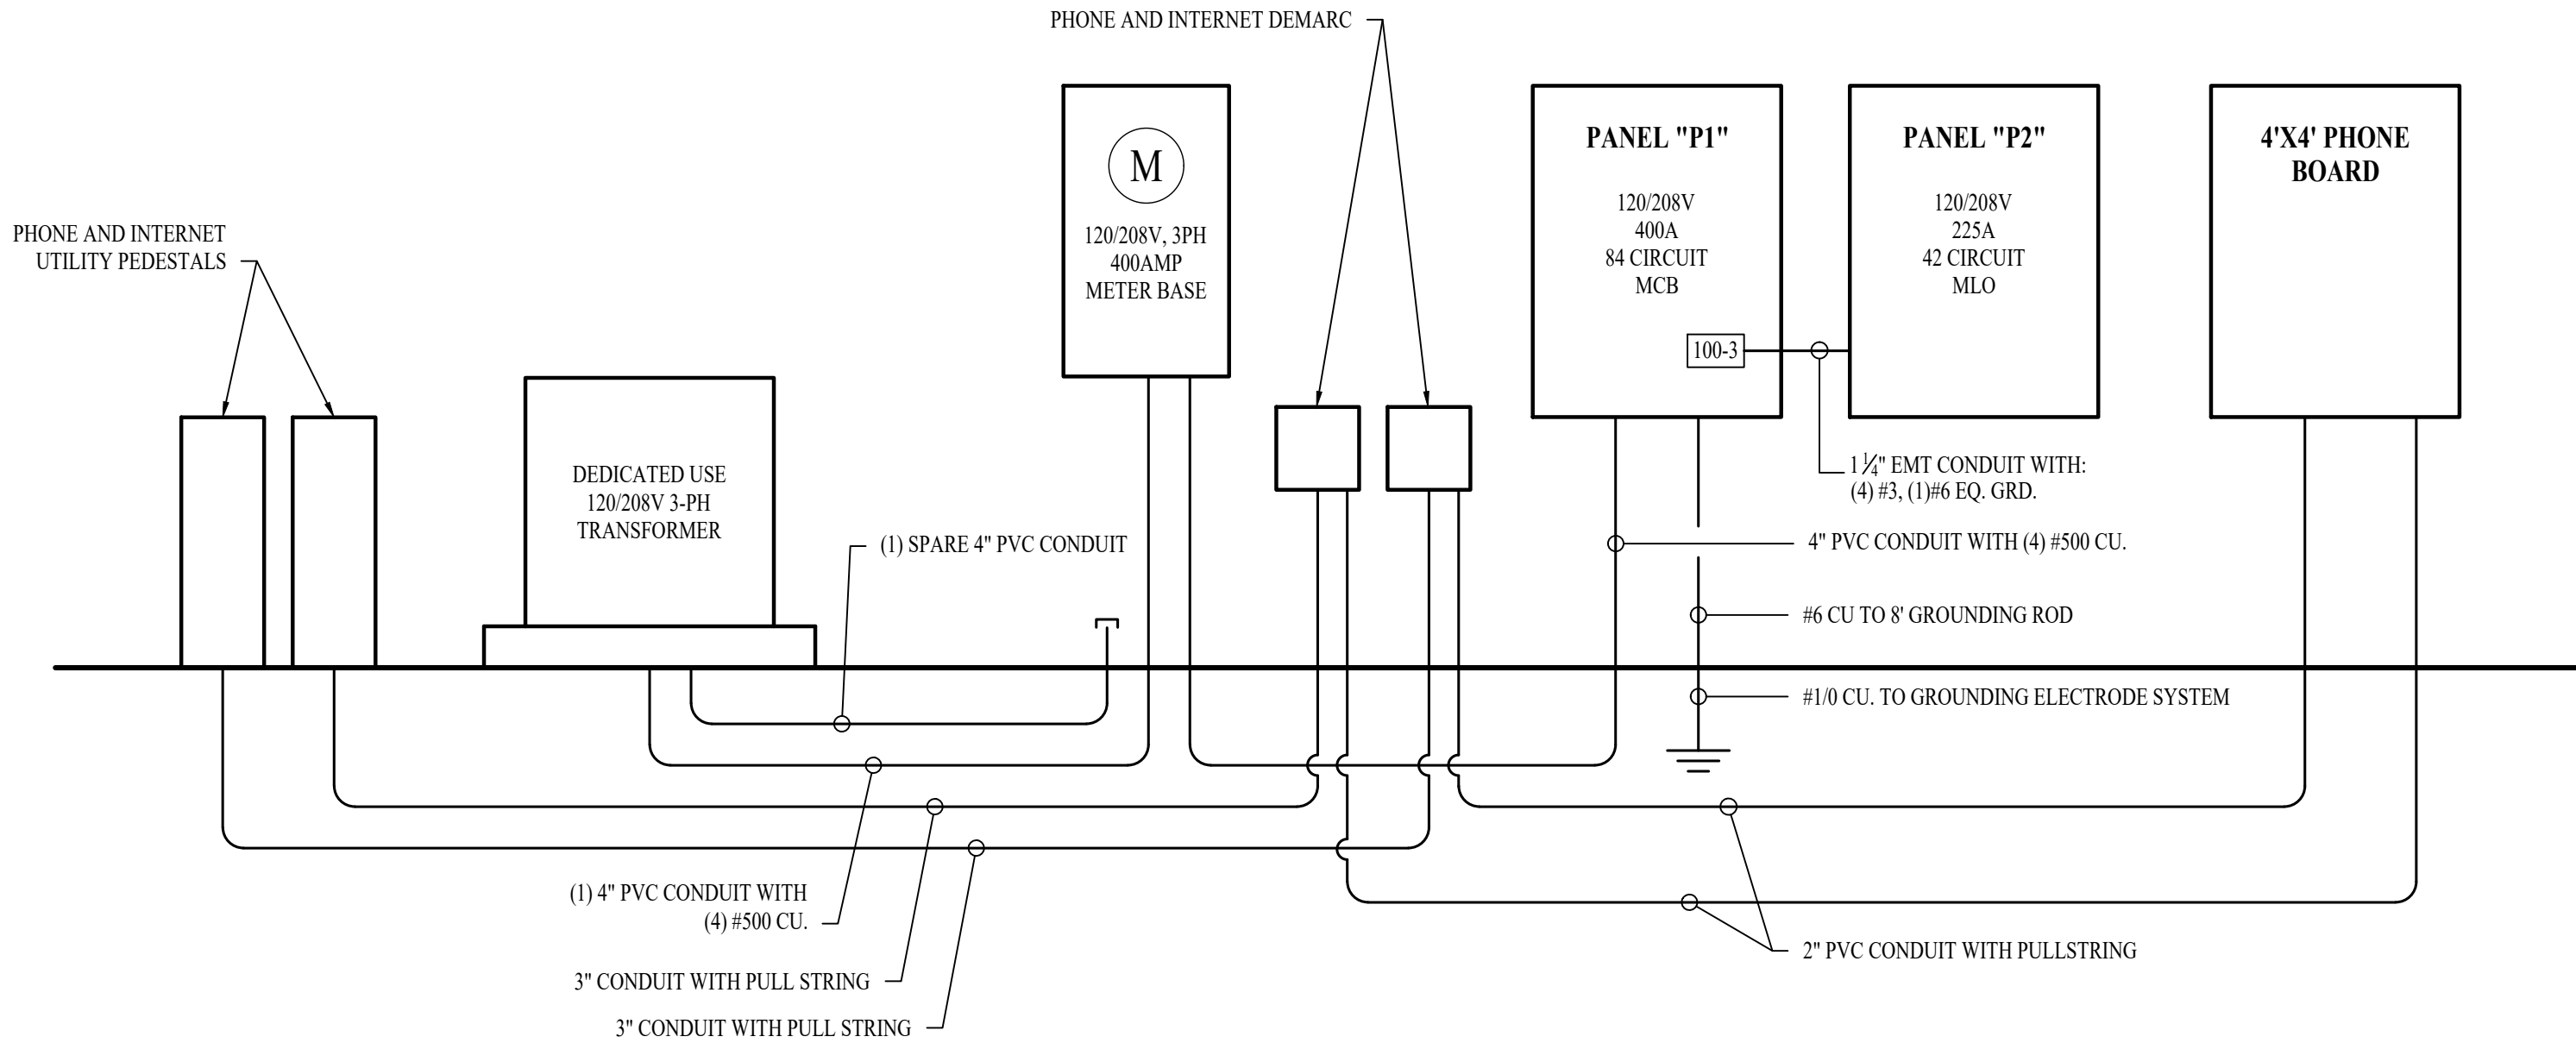 PHONE AND INTERNET DEMARC
PHONE AND INTERNET
UTILITY PEDESTALS
M
120/208V, 3PH
400AMP
METER BASE
PANEL "P1"
120/208V
400A
84 CIRCUIT
MCB
100-3
PANEL "P2"
120/208V
225A
42 CIRCUIT
MLO
4'X4' PHONE
BOARD
DEDICATED USE
120/208V 3-PH
TRANSFORMER
(1) SPARE 4" PVC CONDUIT
1 1/4" EMT CONDUIT WITH:
(4) #3, (1)#6 EQ. GRD.
4" PVC CONDUIT WITH (4) #500 CU.
#6 CU TO 8' GROUNDING ROD
#1/0 CU. TO GROUNDING ELECTRODE SYSTEM
(1) 4" PVC CONDUIT WITH
(4) #500 CU.
3" CONDUIT WITH PULL STRING
3" CONDUIT WITH PULL STRING
2" PVC CONDUIT WITH PULLSTRING